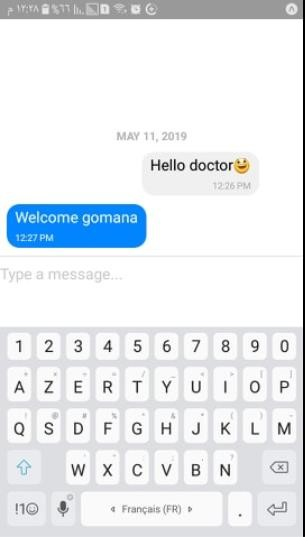 م ١٢:٢٨ %٦٦
MAY 11, 2019
Hello doctor😆
12:26 PM
Welcome gomana
12:27 PM
Type a message...
1 2 3 4 5 6 7 8 9 0
A Z E R T Y U I O P
Q S D F G H J K L M
W X C V B N
!1☺ Français (FR) .